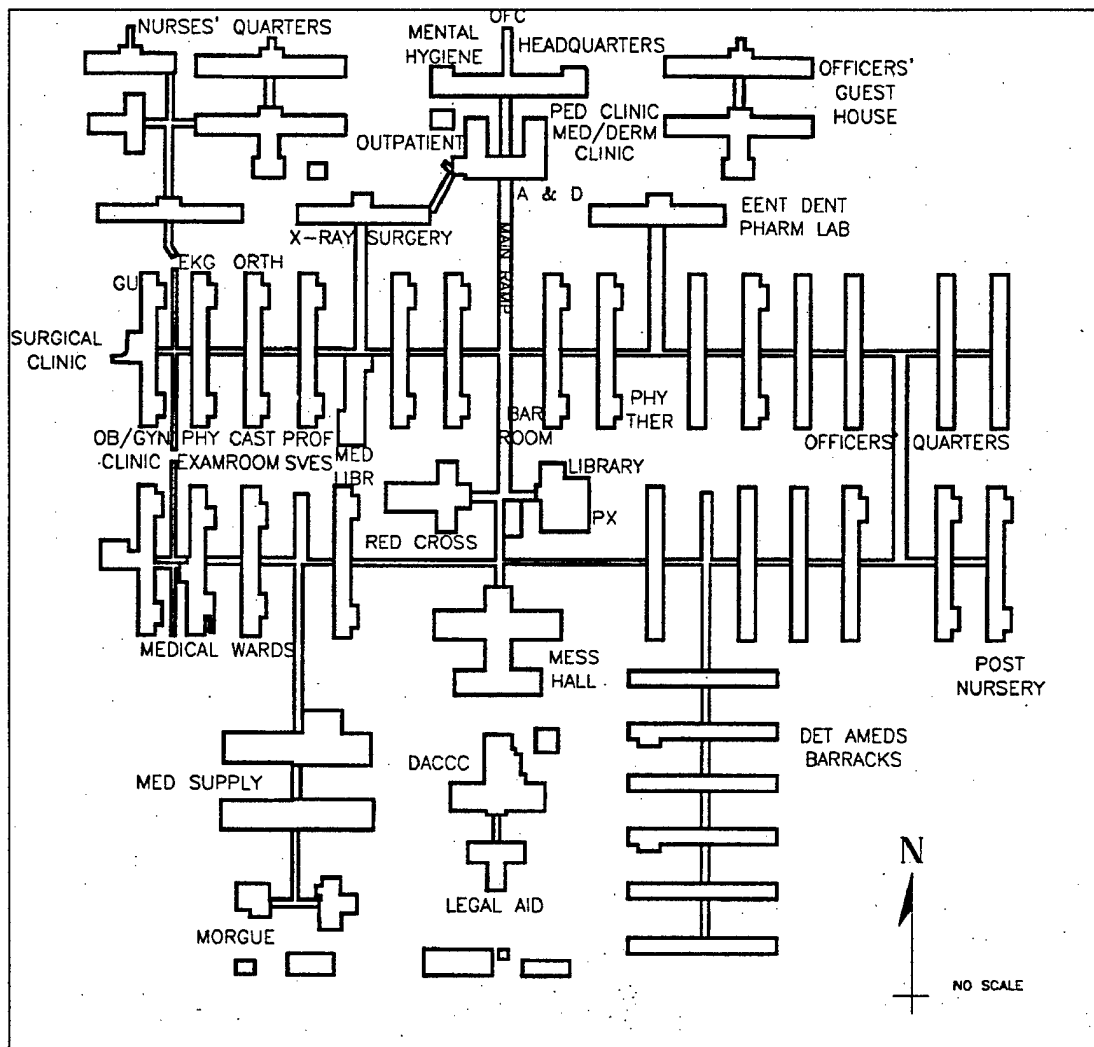 OFC
NURSES' QUARTERS
MENTAL
HYGIENE
HEADQUARTERS
OFFICERS'
GUEST
HOUSE
PED CLINIC
MED/DERM
CLINIC
OUTPATIENT
A & D
X-RAY SURGERY
MAIN RAMP
EENT DENT
PHARM LAB
GU
EKG
ORTH
SURGICAL
CLINIC
OB/GYN
CLINIC
PHY
EXAM
CAST
ROOM
PROF
SVES
MED
LIBR
BAR
ROOM
PHY
THER
OFFICERS' QUARTERS
LIBRARY
PX
RED CROSS
MEDICAL WARDS
MESS
HALL
POST
NURSERY
MED SUPPLY
DACCC
DET AMEDS
BARRACKS
LEGAL AID
MORGUE
N
NO SCALE